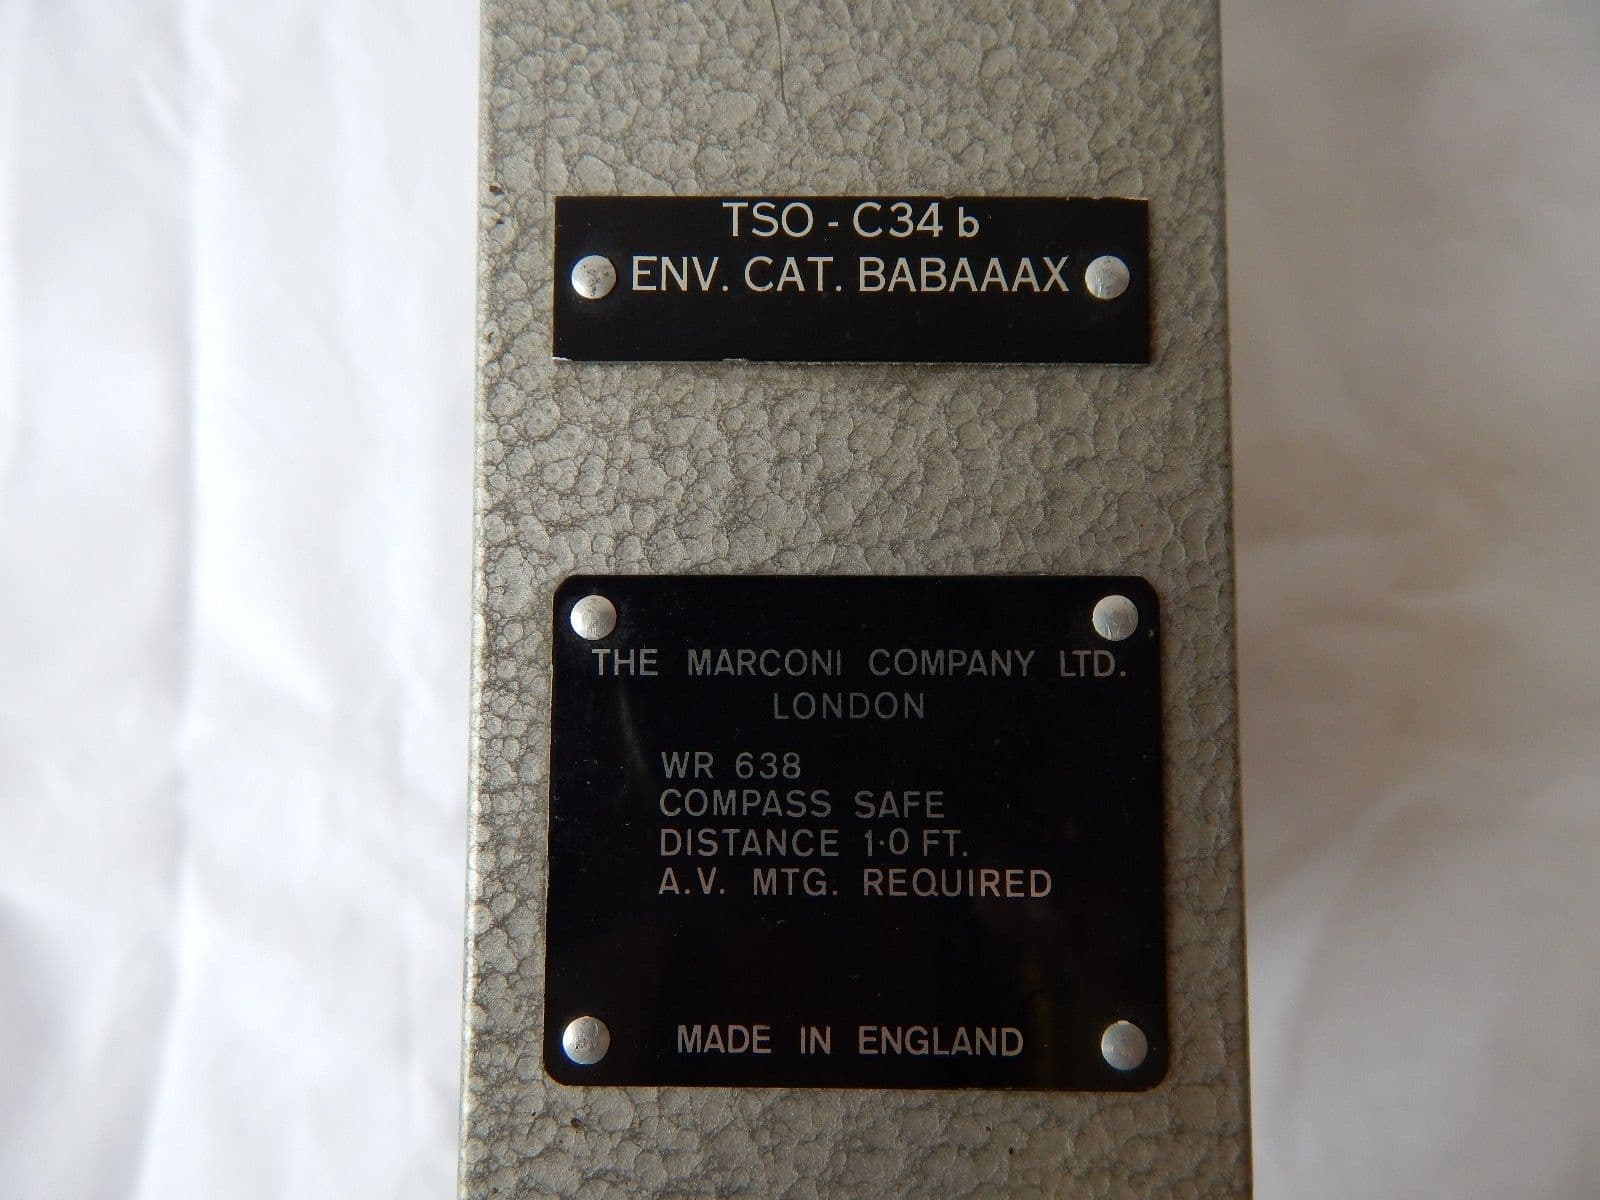 TSO - C34 b
ENV. CAT. BABAAAX
THE MARCONI COMPANY LTD.
LONDON
WR 638
COMPASS SAFE
DISTANCE 1·0 FT.
A.V. MTG. REQUIRED
MADE IN ENGLAND